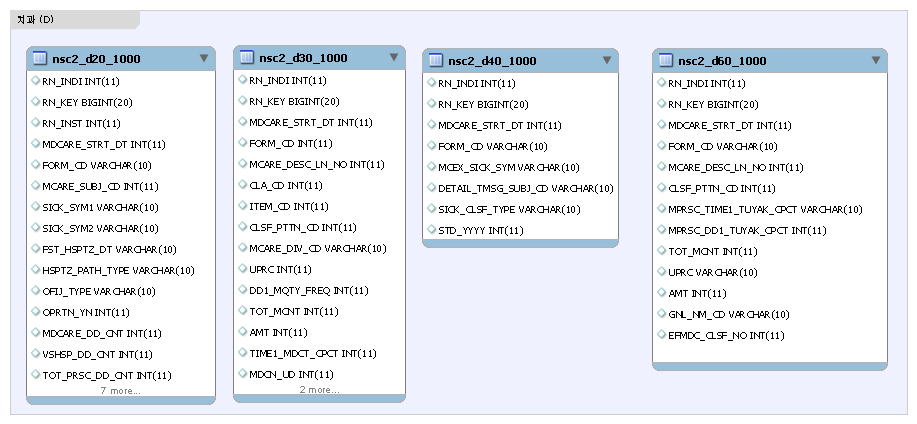 치과 (D)
nsc2_d20_1000
RN_INDI INT(11)
RN_KEY BIGINT(20)
RN_INST INT(11)
MDCARE_STRT_DT INT(11)
FORM_CD VARCHAR(10)
MCARE_SUBJ_CD INT(11)
SICK_SYM1 VARCHAR(10)
SICK_SYM2 VARCHAR(10)
FST_HSPTZ_DT VARCHAR(10)
HSPTZ_PATH_TYPE VARCHAR(10)
OFIJ_TYPE VARCHAR(10)
OPRTN_YN INT(11)
MDCARE_DD_CNT INT(11)
VSHSP_DD_CNT INT(11)
TOT_PRSC_DD_CNT INT(11)
7 more...
nsc2_d30_1000
RN_INDI INT(11)
RN_KEY BIGINT(20)
MDCARE_STRT_DT INT(11)
FORM_CD INT(11)
MCARE_DESC_LN_NO INT(11)
CLA_CD INT(11)
ITEM_CD INT(11)
CLSF_PTTN_CD INT(11)
MCARE_DIV_CD VARCHAR(10)
UPRC INT(11)
DD1_MQTY_FREQ INT(11)
TOT_MCNT INT(11)
AMT INT(11)
TIME1_MDCT_CPCT INT(11)
MDCN_UD INT(11)
2 more...
nsc2_d40_1000
RN_INDI INT(11)
RN_KEY BIGINT(20)
MDCARE_STRT_DT INT(11)
FORM_CD VARCHAR(10)
MCEX_SICK_SYM VARCHAR(10)
DETAIL_TMSG_SUBJ_CD VARCHAR(10)
SICK_CLSF_TYPE VARCHAR(10)
STD_YYYY INT(11)
nsc2_d60_1000
RN_INDI INT(11)
RN_KEY BIGINT(20)
MDCARE_STRT_DT INT(11)
FORM_CD VARCHAR(10)
MCARE_DESC_LN_NO INT(11)
CLSF_PTTN_CD INT(11)
MPRSC_TIME1_TUYAK_CPCT VARCHAR(10)
MPRSC_DD1_TUYAK_CPCT INT(11)
TOT_MCNT INT(11)
UPRC VARCHAR(10)
AMT INT(11)
GNL_NM_CD VARCHAR(10)
EFMDC_CLSF_NO INT(11)